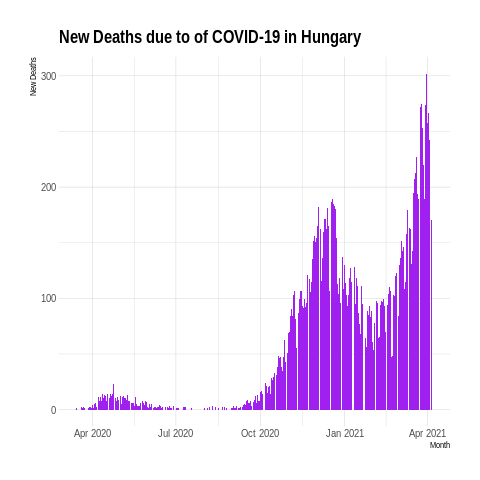 New Deaths due to of COVID-19 in Hungary
New Deaths
300
200
100
0
Apr 2020
Jul 2020
Oct 2020
Jan 2021
Apr 2021
Month